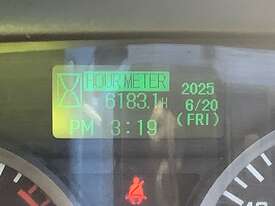 HOUR METER
6183.1H
PM 3:19
2025
6/20
(FRI)